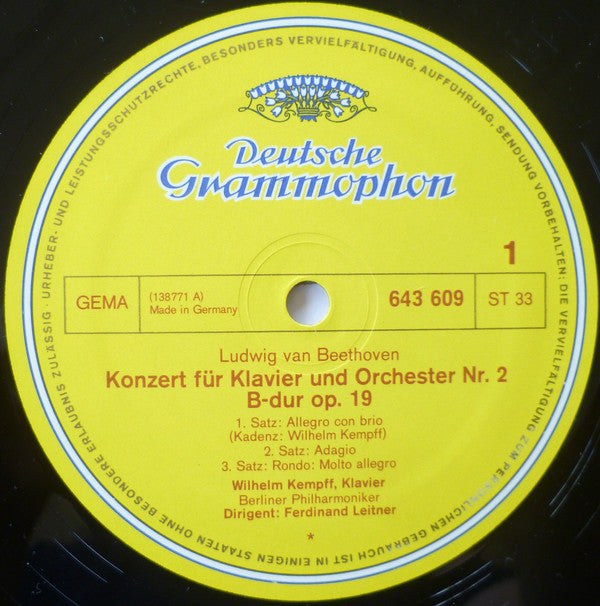 URHEBER- UND LEISTUNGSSCHUTZRECHTE, BESONDERS VERVIELFÄLTIGUNG, AUFFÜHRUNG, SENDUNG VORBEHALTEN; DIE VERVIELFÄLTIGUNG ZUM PERSÖNLICHEN GEBRAUCH IST IN EINIGEN STAATEN OHNE BESONDERE ERLAUBNIS ZULÄSSIG ·
Deutsche
Grammophon
1
GEMA
(138771 A)
Made in Germany
643 609
ST 33
Ludwig van Beethoven
Konzert für Klavier und Orchester Nr. 2
B-dur op. 19
1. Satz: Allegro con brio
(Kadenz: Wilhelm Kempff)
2. Satz: Adagio
3. Satz: Rondo: Molto allegro
Wilhelm Kempff, Klavier
Berliner Philharmoniker
Dirigent: Ferdinand Leitner
*